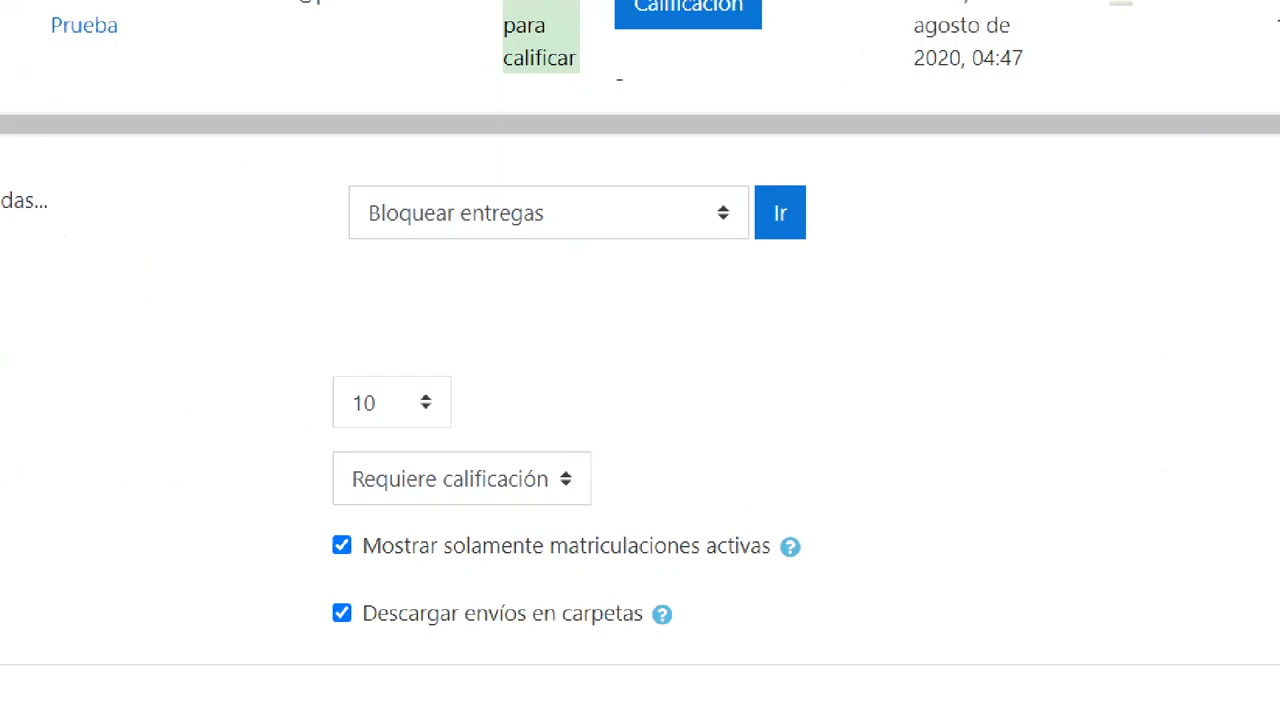 Prueba
para
calificar
Calificación
-
agosto de
2020, 04:47
das...
Bloquear entregas
Ir
10
Requiere calificación
Mostrar solamente matriculaciones activas
Descargar envíos en carpetas